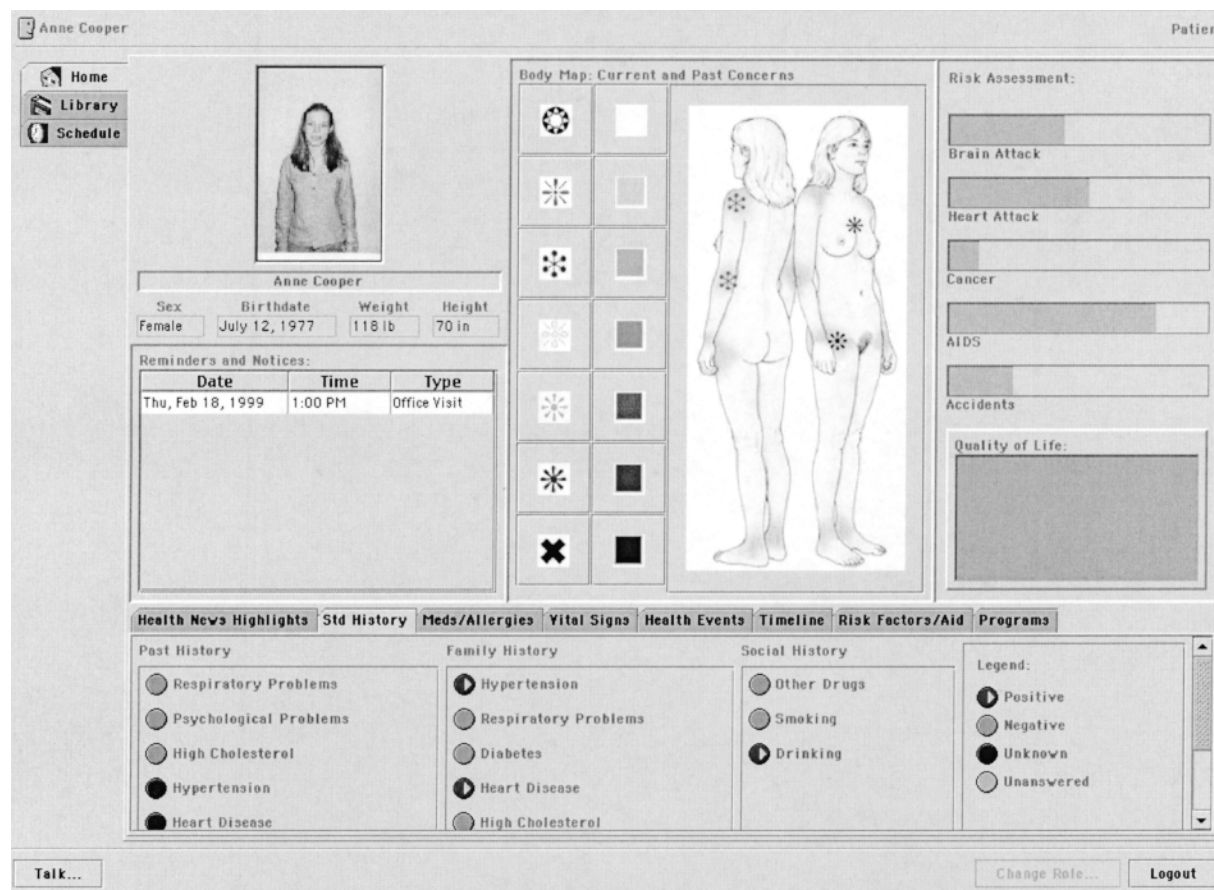 Anne Cooper
Patien
Home
Library
Schedule
Anne Cooper
Sex Birthdate Weight Height
Female July 12, 1977 118 lb 70 in
Reminders and Notices:
Date Time Type
Thu, Feb 18, 1999 1:00 PM Office Visit
Body Map: Current and Past Concerns
Risk Assessment:
Brain Attack
Heart Attack
Cancer
AIDS
Accidents
Quality of Life:
Health News Highlights Std History Meds/Allergies Vital Signs Health Events Timeline Risk Factors/Aid Programs
Past History
Respiratory Problems
Psychological Problems
High Cholesterol
Hypertension
Heart Disease
Family History
Hypertension
Respiratory Problems
Diabetes
Heart Disease
High Cholesterol
Social History
Other Drugs
Smoking
Drinking
Legend:
Positive
Negative
Unknown
Unanswered
Talk...
Change Role...
Logout